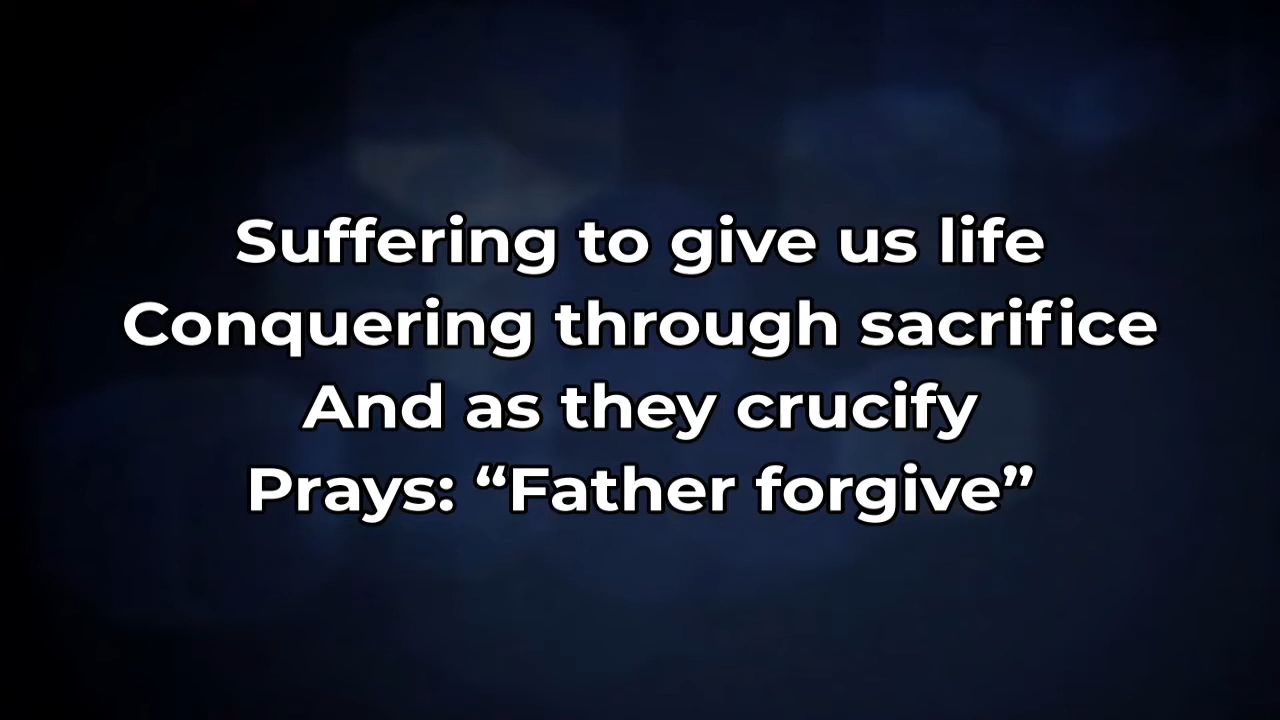 Suffering to give us life
Conquering through sacrifice
And as they crucify
Prays: “Father forgive”